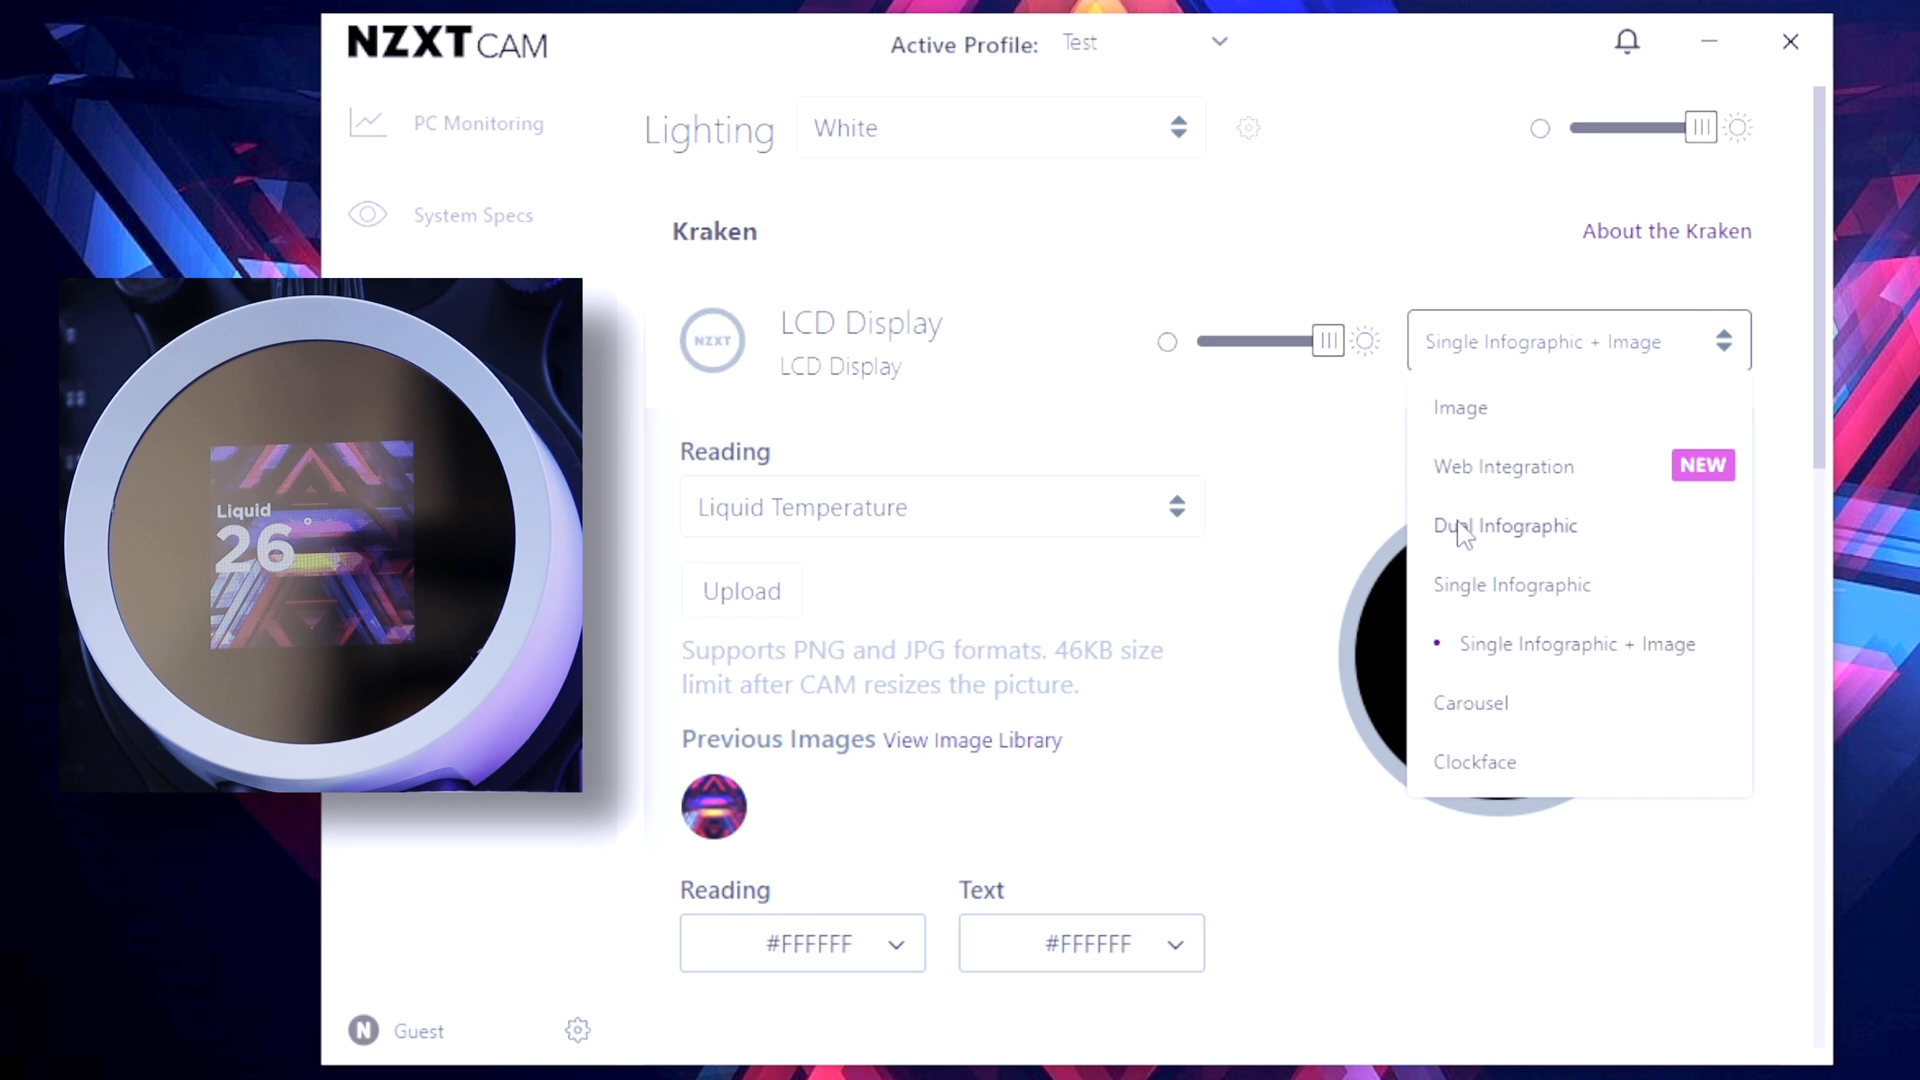 NZXT CAM
Active Profile: Test
PC Monitoring
Lighting White
System Specs
Kraken
About the Kraken
NZXT
LCD Display
LCD Display
Single Infographic + Image
Image
Web Integration NEW
Dual Infographic
Single Infographic
• Single Infographic + Image
Carousel
Clockface
Reading
Liquid Temperature
Upload
Supports PNG and JPG formats. 46KB size
limit after CAM resizes the picture.
Previous Images View Image Library
Reading Text
#FFFFFF #FFFFFF
Liquid
26°
N Guest